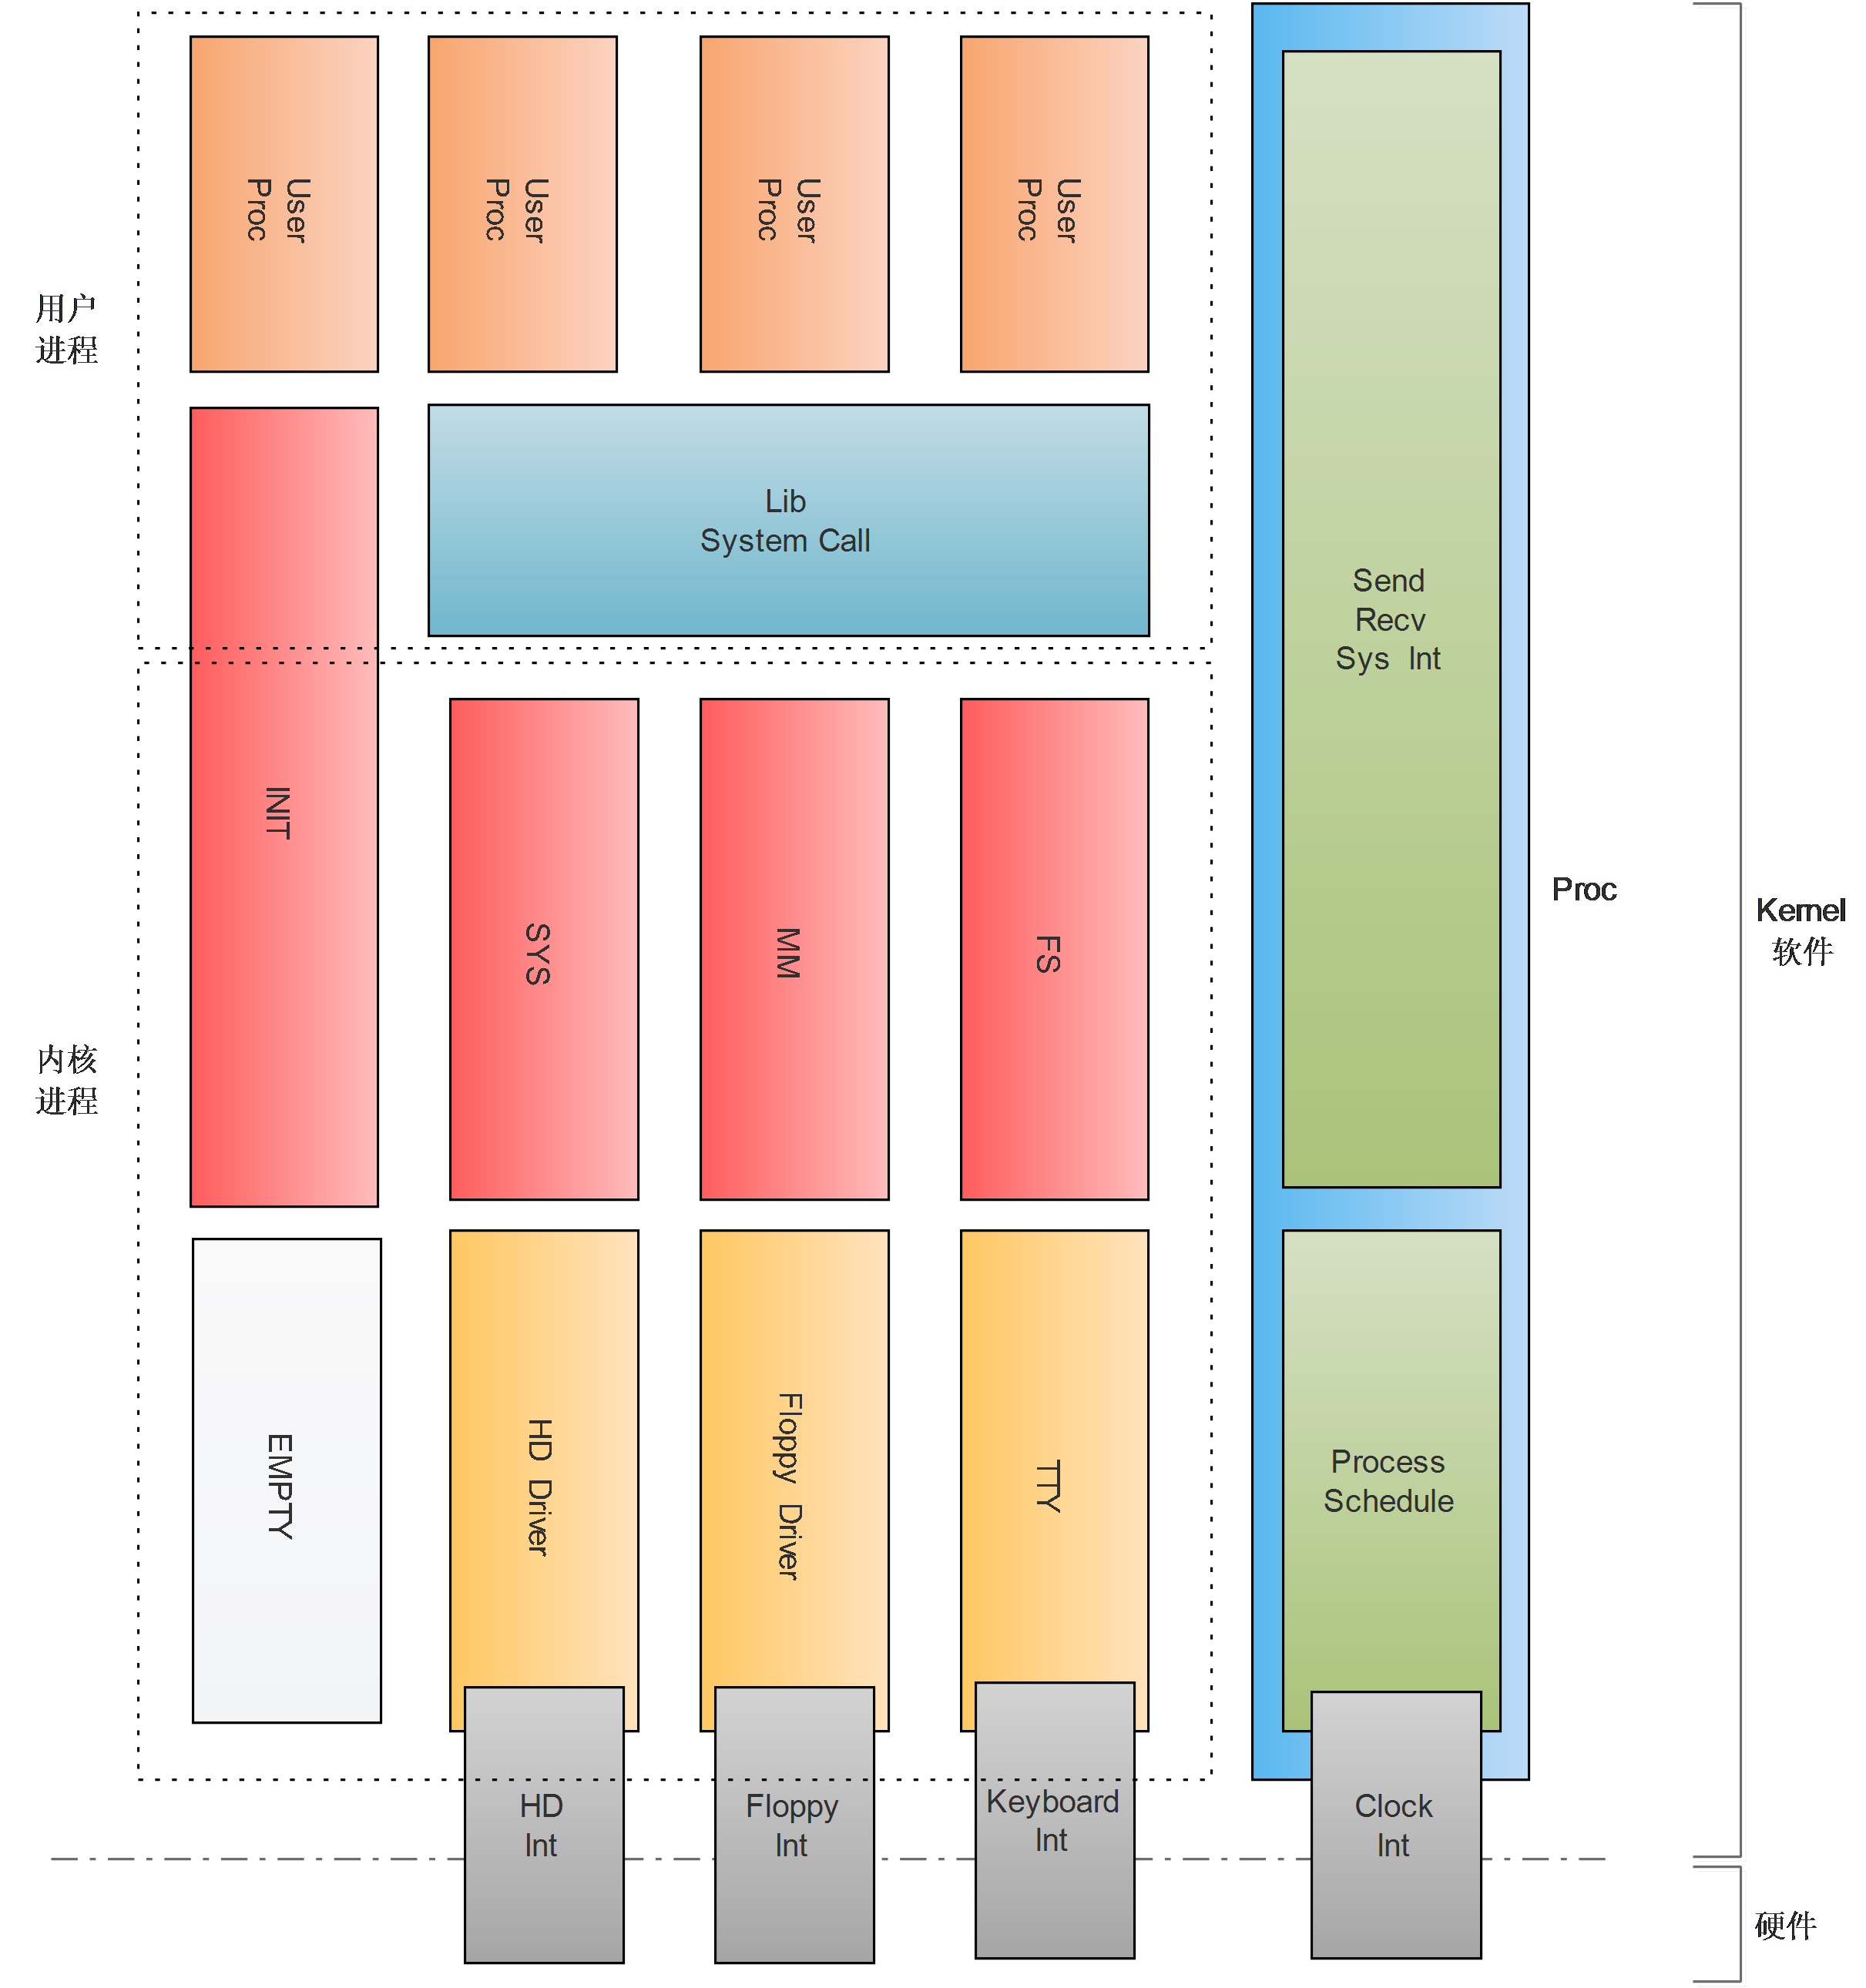 User
Proc
User
Proc
User
Proc
User
Proc
用户
进程
Lib
System Call
Send
Recv
Sys Int
INIT
SYS
MM
FS
Proc
Kernel
软件
内核
进程
EMPTY
HD Driver
Floppy Driver
TTY
Process
Schedule
HD
Int
Floppy
Int
Keyboard
Int
Clock
Int
硬件